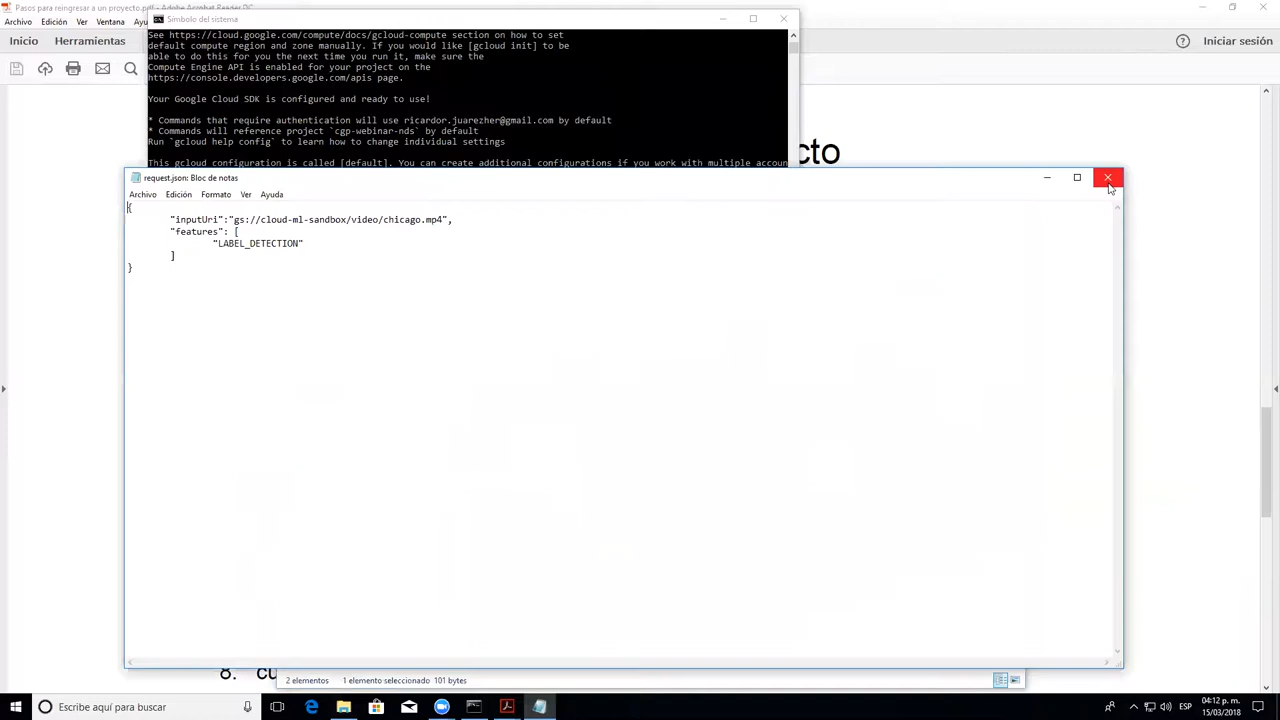 Pasos para reingresar a un proyecto.pdf - Adobe Acrobat Reader DC
Archivo Edición Ver Ventana Ayu
Inicio Herramientas
Iniciar sesión
Símbolo del sistema
See https://cloud.google.com/compute/docs/gcloud-compute section on how to set
default compute region and zone manually. If you would like [gcloud init] to be
able to do this for you the next time you run it, make sure the
Compute Engine API is enabled for your project on the
https://console.developers.google.com/apis page.
Your Google Cloud SDK is configured and ready to use!
* Commands that require authentication will use ricardor.juarezher@gmail.com by default
* Commands will reference project `cgp-webinar-nds` by default
Run `gcloud help config` to learn how to change individual settings
This gcloud configuration is called [default]. You can create additional configurations if you work with multiple accoun
cto
request.json: Bloc de notas
Archivo Edición Formato Ver Ayuda
{
"inputUri":"gs://cloud-ml-sandbox/video/chicago.mp4",
"features": [
"LABEL_DETECTION"
]
}
8. cu
2 elementos 1 elemento seleccionado 101 bytes
Escribe aquí para buscar
ESP
04:12 p. m.
15/03/2018